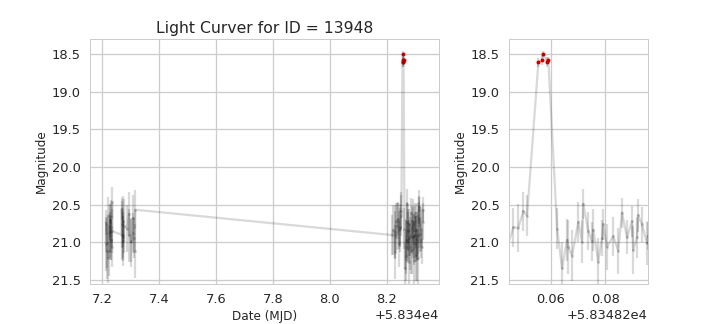 Light Curver for ID = 13948
Magnitude
18.5
19.0
19.5
20.0
20.5
21.0
21.5
7.2 7.4 7.6 7.8 8.0 8.2
Date (MJD)
+5.834e4
Magnitude
18.5
19.0
19.5
20.0
20.5
21.0
21.5
0.06 0.08
+5.83482e4